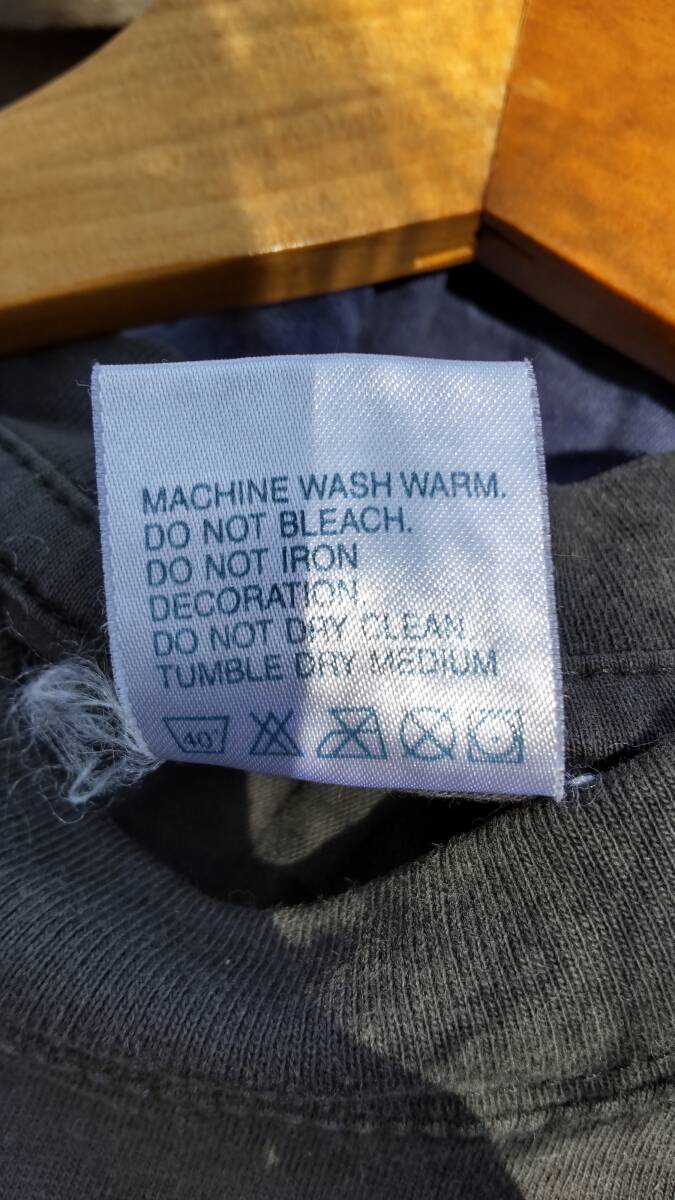 MACHINE WASH WARM.
DO NOT BLEACH.
DO NOT IRON
DECORATION.
DO NOT DRY CLEAN.
TUMBLE DRY MEDIUM
40°